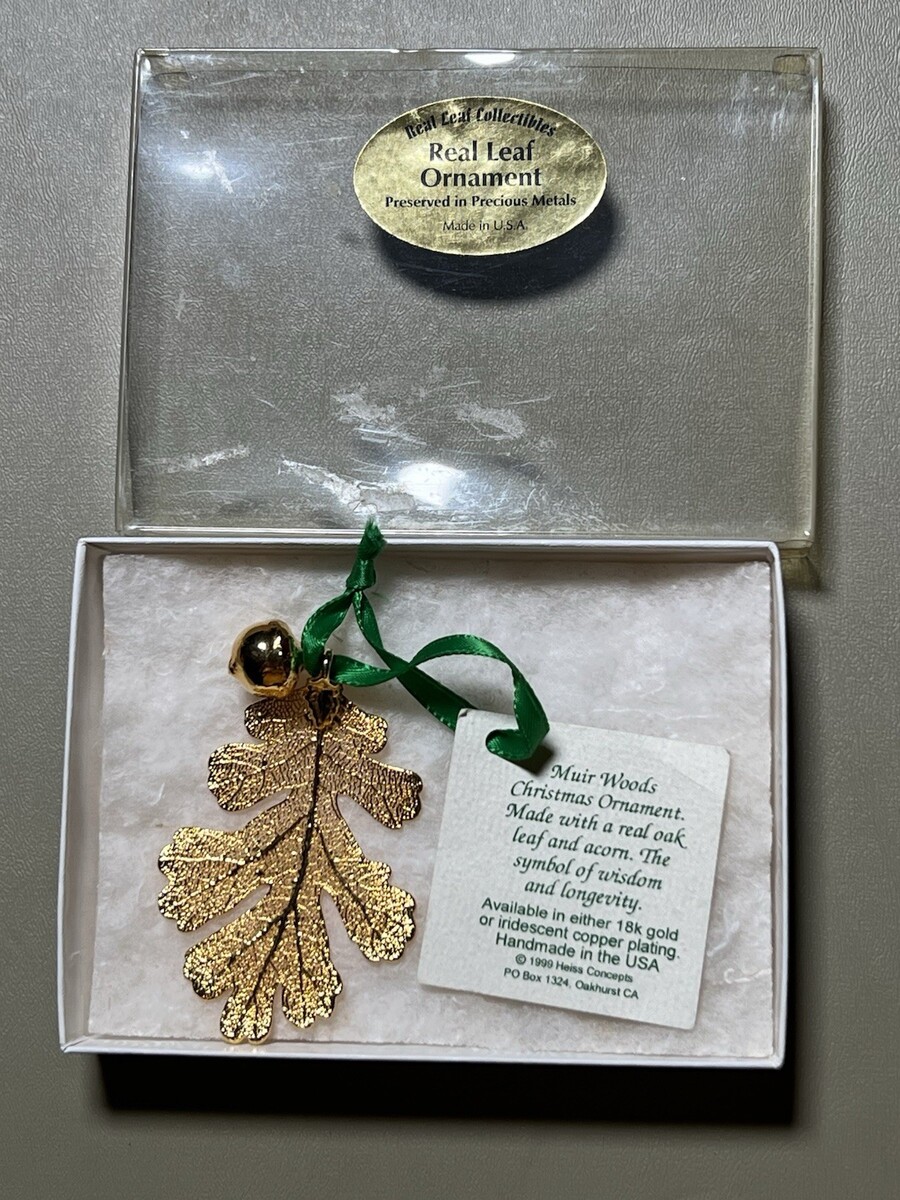 Real Leaf Collectibles
Real Leaf
Ornament
Preserved in Precious Metals
Made in U.S.A.
Muir Woods
Christmas Ornament.
Made with a real oak
leaf and acorn. The
symbol of wisdom
and longevity.
Available in either 18k gold
or iridescent copper plating.
Handmade in the USA
© 1999 Heiss Concepts
PO Box 1324, Oakhurst CA